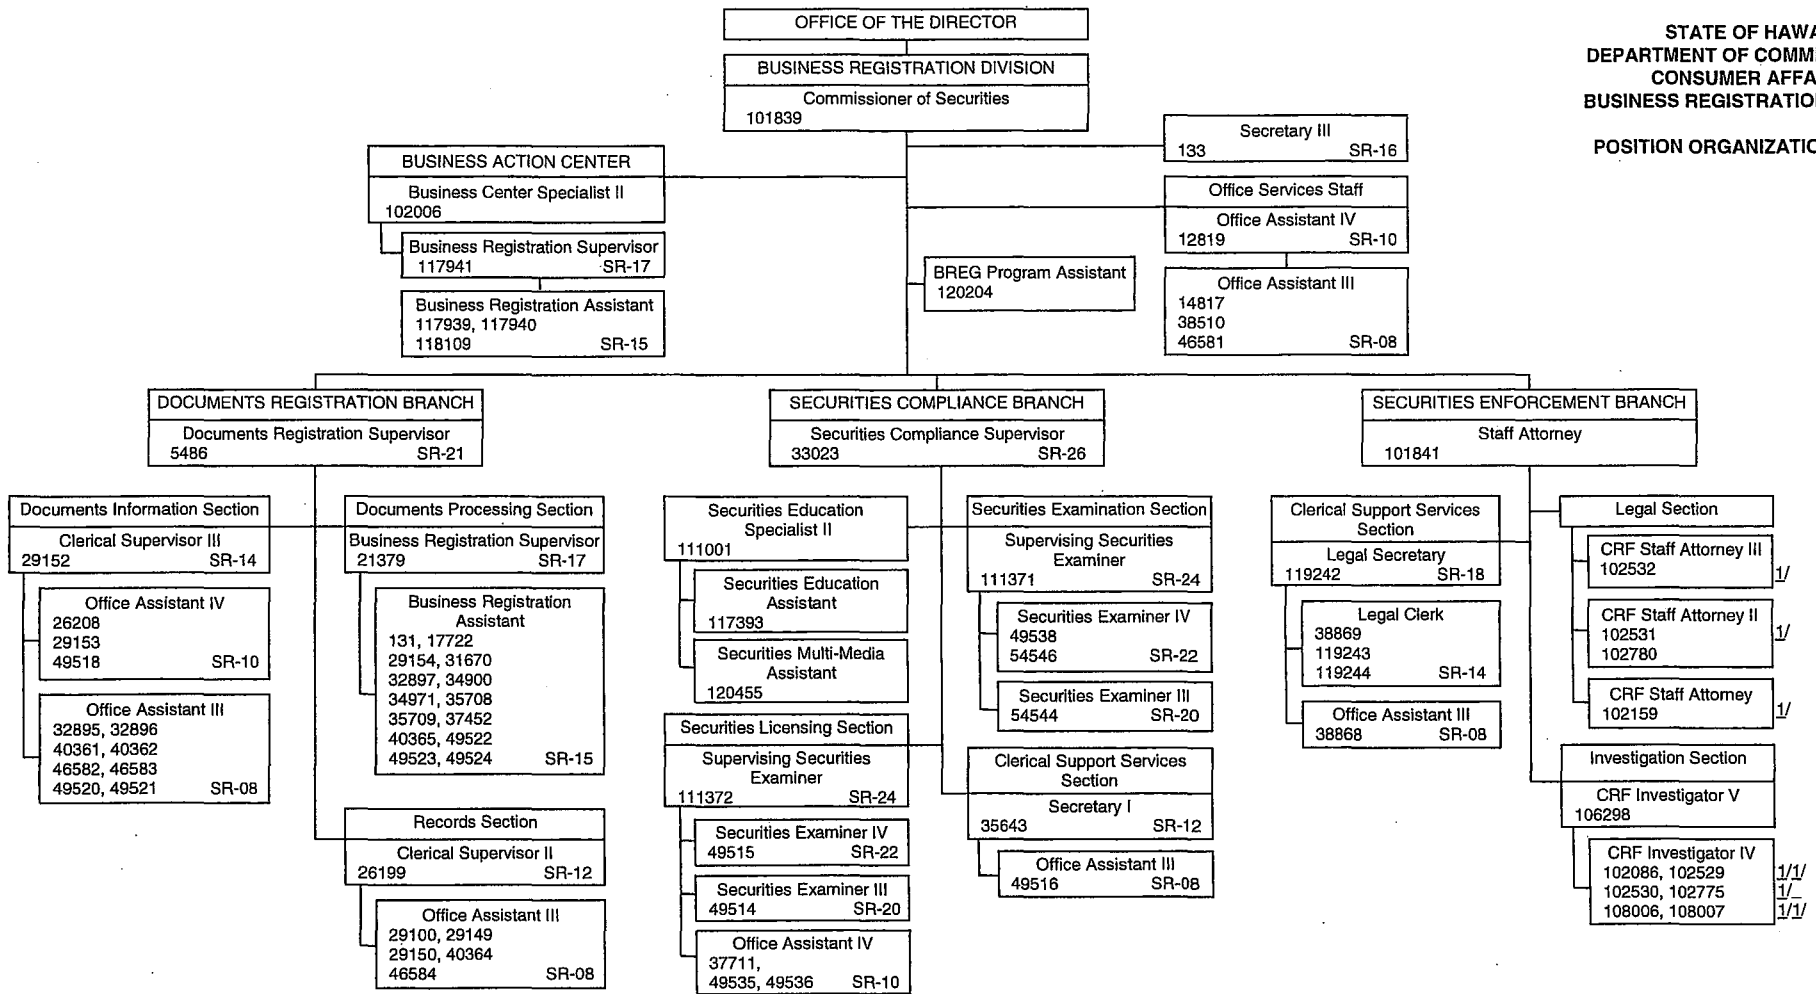 OFFICE OF THE DIRECTOR
BUSINESS REGISTRATION DIVISION
Commissioner of Securities
101839
STATE OF HAWA
DEPARTMENT OF COMM
CONSUMER AFFA
BUSINESS REGISTRATIO
POSITION ORGANIZATIO
Secretary III
133 SR-16
BUSINESS ACTION CENTER
Business Center Specialist II
102006
Business Registration Supervisor
117941 SR-17
Business Registration Assistant
117939, 117940
118109 SR-15
Office Services Staff
Office Assistant IV
12819 SR-10
Office Assistant III
14817
38510
46581 SR-08
BREG Program Assistant
120204
DOCUMENTS REGISTRATION BRANCH
Documents Registration Supervisor
5486 SR-21
Documents Information Section
Clerical Supervisor III
29152 SR-14
Office Assistant IV
26208
29153
49518 SR-10
Office Assistant III
32895, 32896
40361, 40362
46582, 46583
49520, 49521 SR-08
Documents Processing Section
Business Registration Supervisor
21379 SR-17
Business Registration
Assistant
131, 17722
29154, 31670
32897, 34900
34971, 35708
35709, 37452
40365, 49522
49523, 49524 SR-15
Records Section
Clerical Supervisor II
26199 SR-12
Office Assistant III
29100, 29149
29150, 40364
46584 SR-08
SECURITIES COMPLIANCE BRANCH
Securities Compliance Supervisor
33023 SR-26
Securities Education
Specialist II
111001
Securities Education
Assistant
117393
Securities Multi-Media
Assistant
120455
Securities Licensing Section
Supervising Securities
Examiner
111372 SR-24
Securities Examiner IV
49515 SR-22
Securities Examiner III
49514 SR-20
Office Assistant IV
37711,
49535, 49536 SR-10
Securities Examination Section
Supervising Securities
Examiner
111371 SR-24
Securities Examiner IV
49538
54546 SR-22
Securities Examiner III
54544 SR-20
Clerical Support Services
Section
Secretary I
35643 SR-12
Office Assistant III
49516 SR-08
SECURITIES ENFORCEMENT BRANCH
Staff Attorney
101841
Clerical Support Services
Section
Legal Secretary
119242 SR-18
Legal Clerk
38869
119243
119244 SR-14
Office Assistant III
38868 SR-08
Legal Section
CRF Staff Attorney III
102532 1/
CRF Staff Attorney II
102531 1/
102780
CRF Staff Attorney
102159 1/
Investigation Section
CRF Investigator V
106298
CRF Investigator IV
102086, 102529 1/1/
102530, 102775 1/_
108006, 108007 1/1/